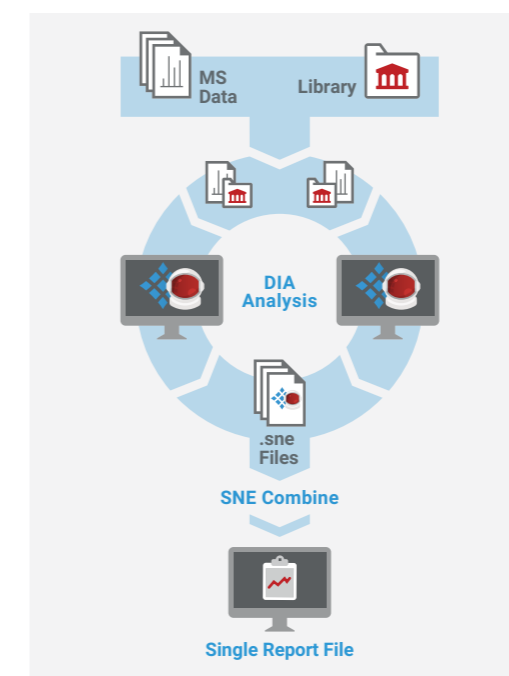 MS
Data
Library
DIA
Analysis
.sne
Files
SNE Combine
Single Report File